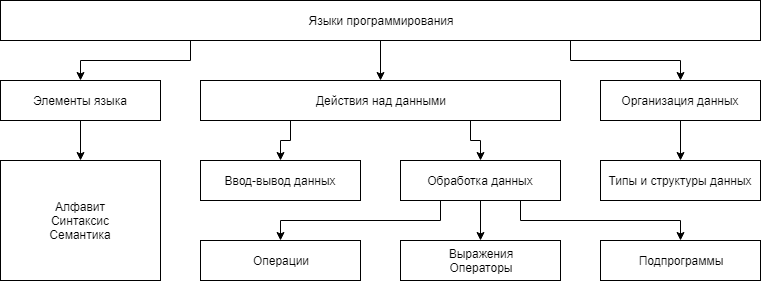 Языки программирования
Элементы языка
Действия над данными
Организация данных
Алфавит
Синтаксис
Семантика
Ввод-вывод данных
Обработка данных
Типы и структуры данных
Операции
Выражения
Операторы
Подпрограммы